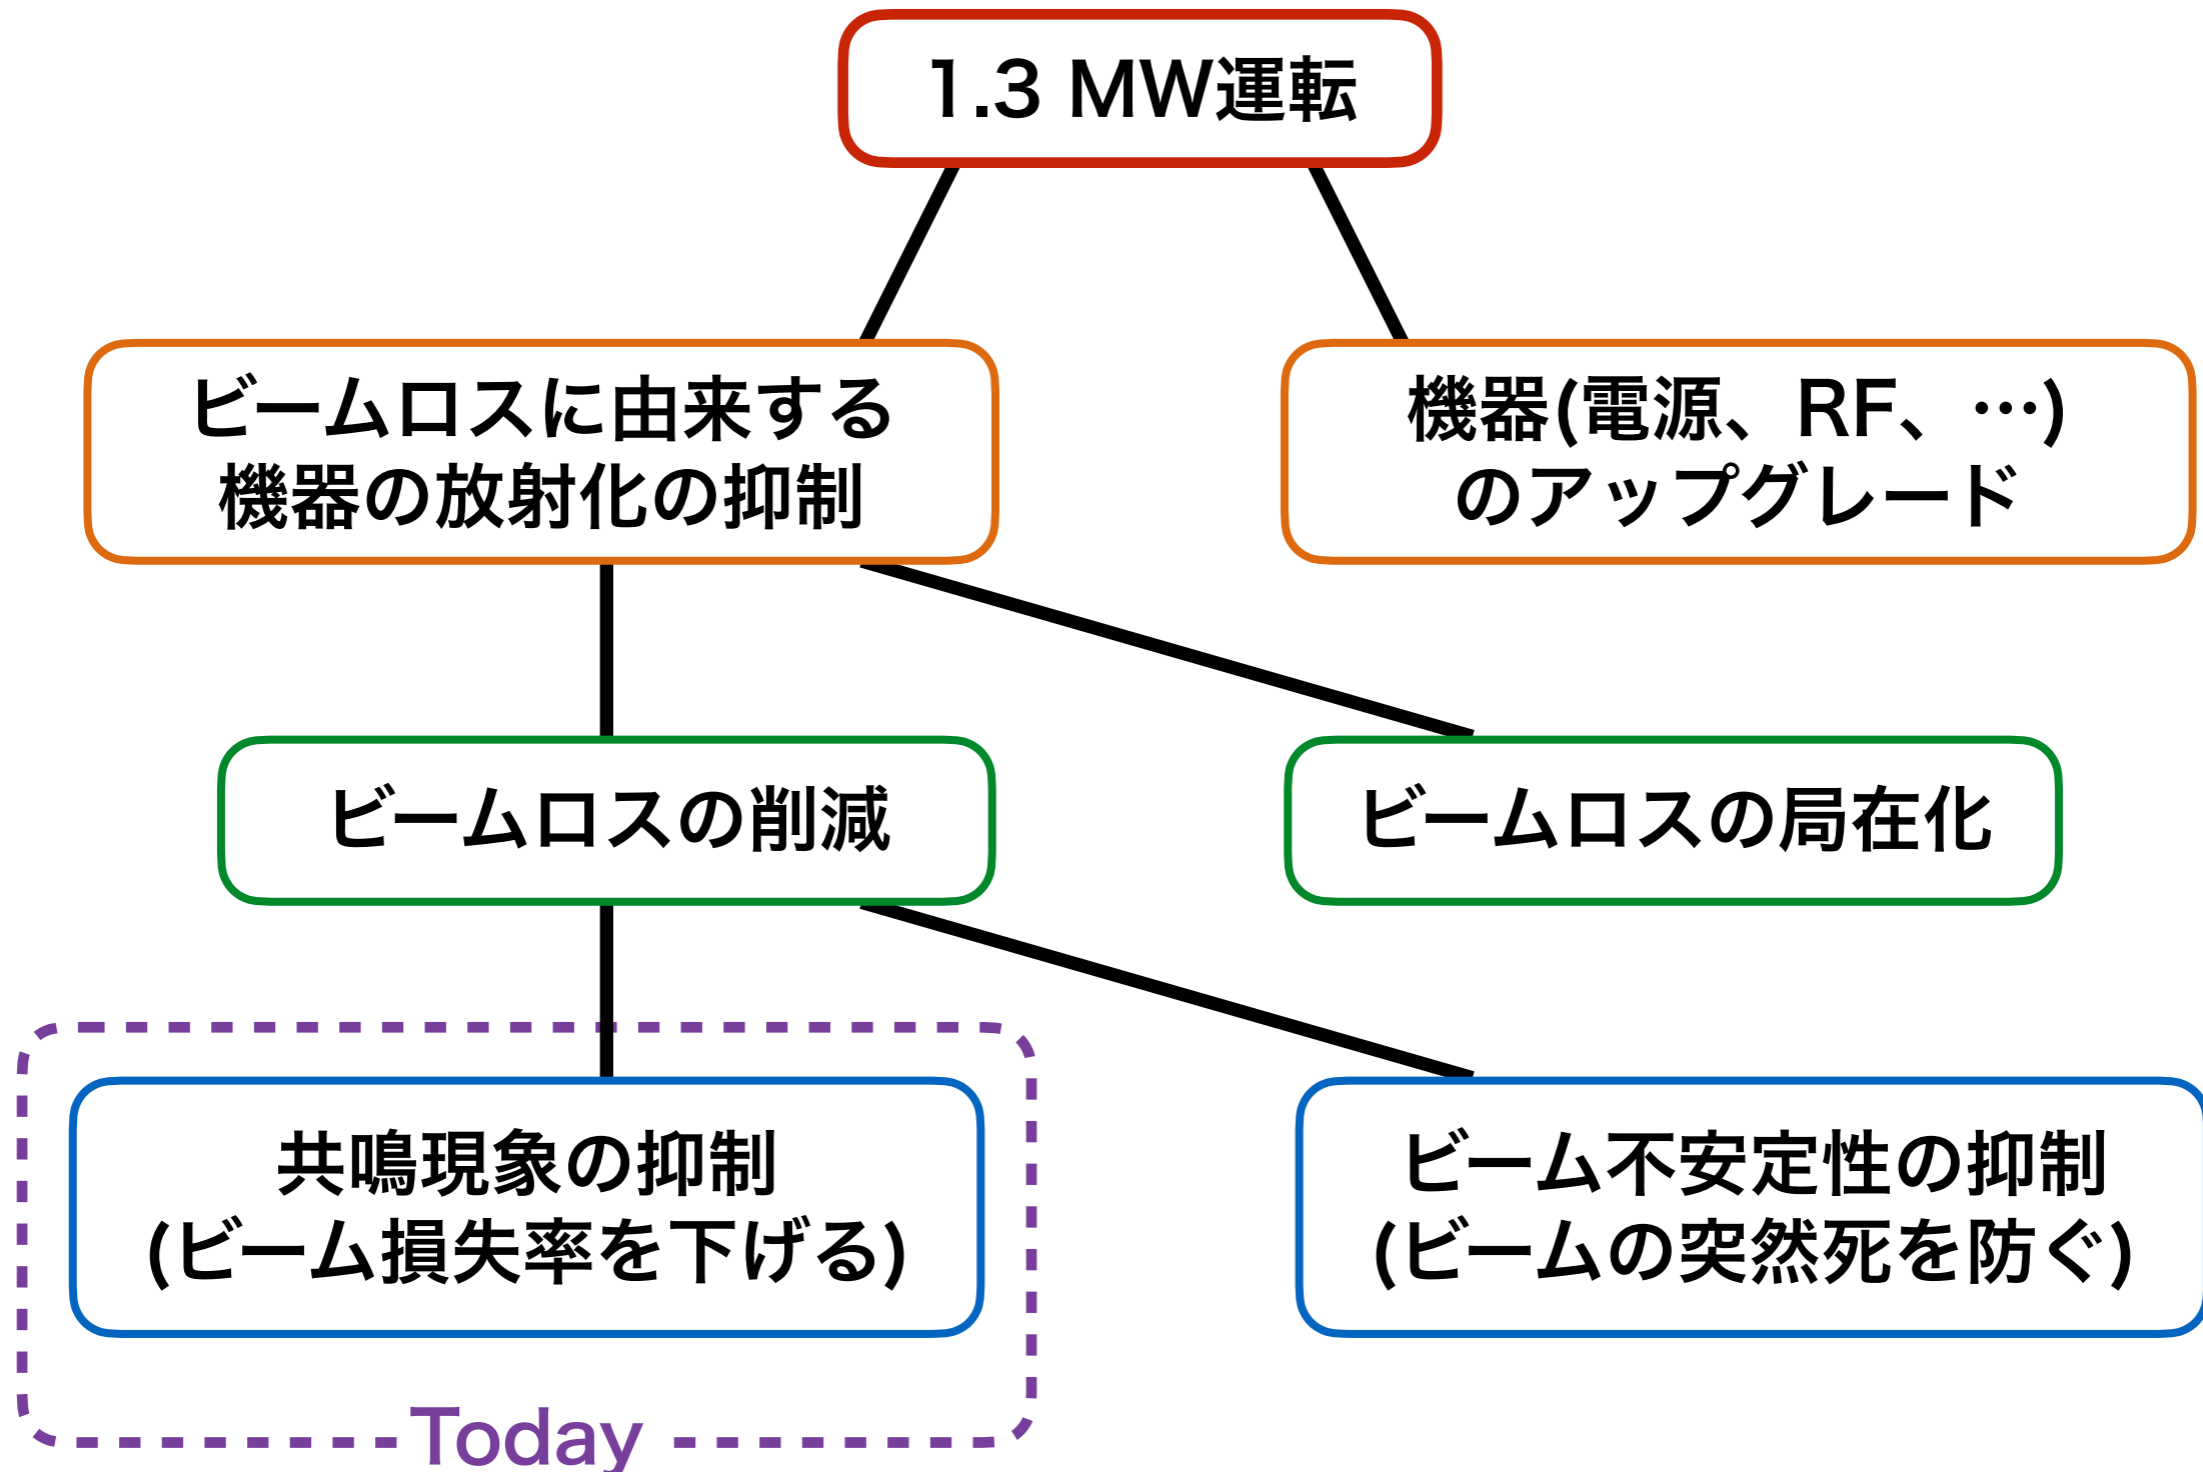 1.3 MW運転
ビームロスに由来する
機器の放射化の抑制
機器(電源、RF、…)
のアップグレード
ビームロスの削減
ビームロスの局在化
共鳴現象の抑制
(ビーム損失率を下げる)
ビーム不安定性の抑制
(ビームの突然死を防ぐ)
Today